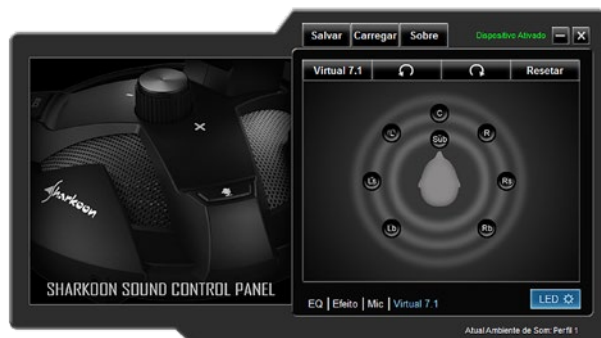 Salvar Carregar Sobre Dispositivo Ativado
Virtual 7.1 Resetar
C
L R
Sub
Ls Rs
Lb Rb
Sharkoon
SHARKOON SOUND CONTROL PANEL
EQ | Efeito | Mic | Virtual 7.1
LED
Atual Ambiente de Som: Perfil 1